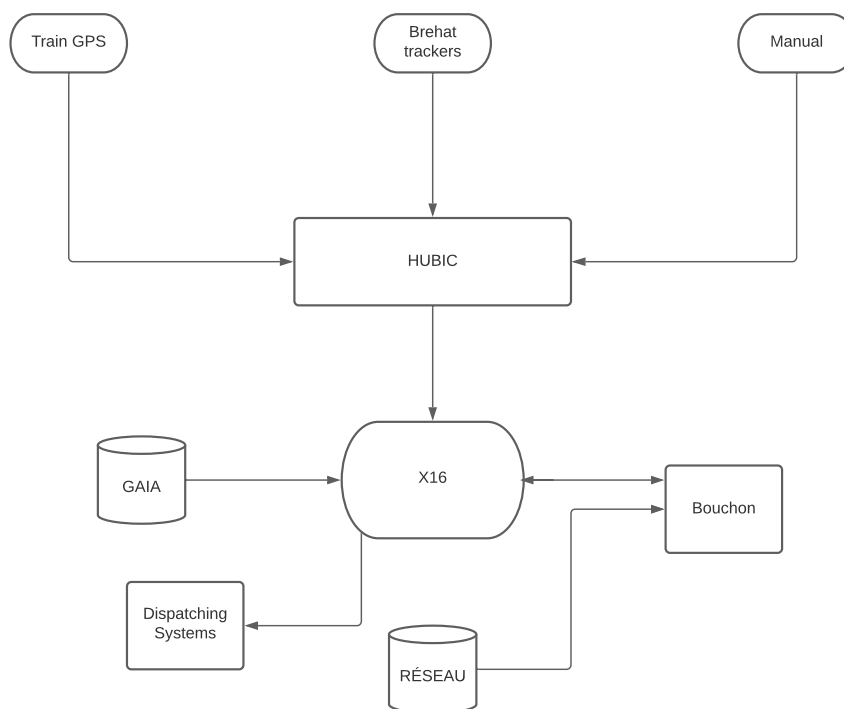 Train GPS
Brehat
trackers
Manual
HUBIC
X16
GAIA
Bouchon
Dispatching
Systems
RÉSEAU